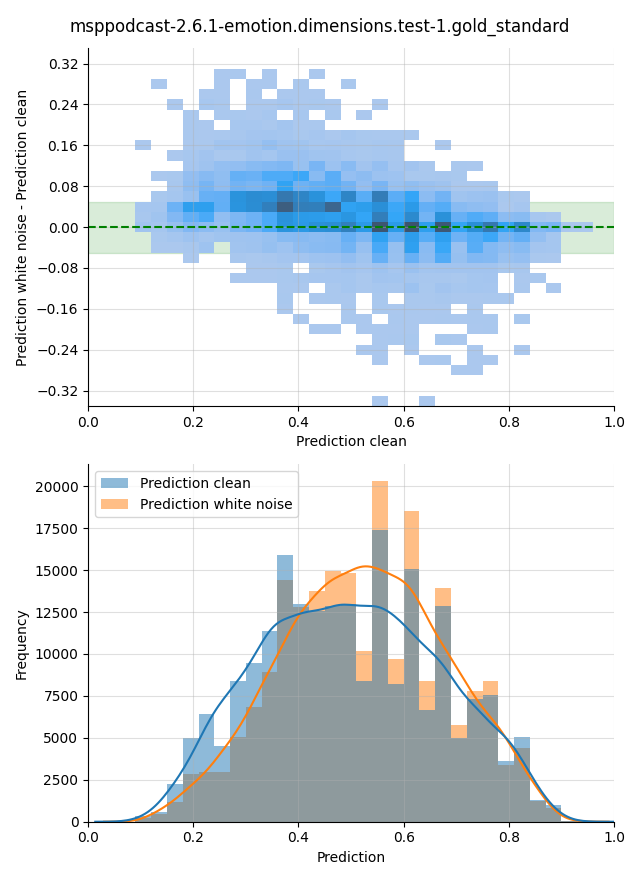 msppodcast-2.6.1-emotion.dimensions.test-1.gold_standard
Prediction white noise - Prediction clean
0.32
0.24
0.16
0.08
0.00
−0.08
−0.16
−0.24
−0.32
0.0 0.2 0.4 0.6 0.8 1.0
Prediction clean
Frequency
20000
17500
15000
12500
10000
7500
5000
2500
0
Prediction clean
Prediction white noise
0.0 0.2 0.4 0.6 0.8 1.0
Prediction